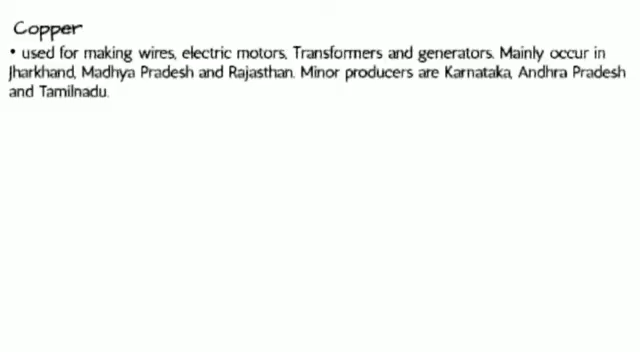 Copper
• used for making wires, electric motors, Transformers and generators. Mainly occur in
Jharkhand, Madhya Pradesh and Rajasthan. Minor producers are Karnataka, Andhra Pradesh
and Tamilnadu.